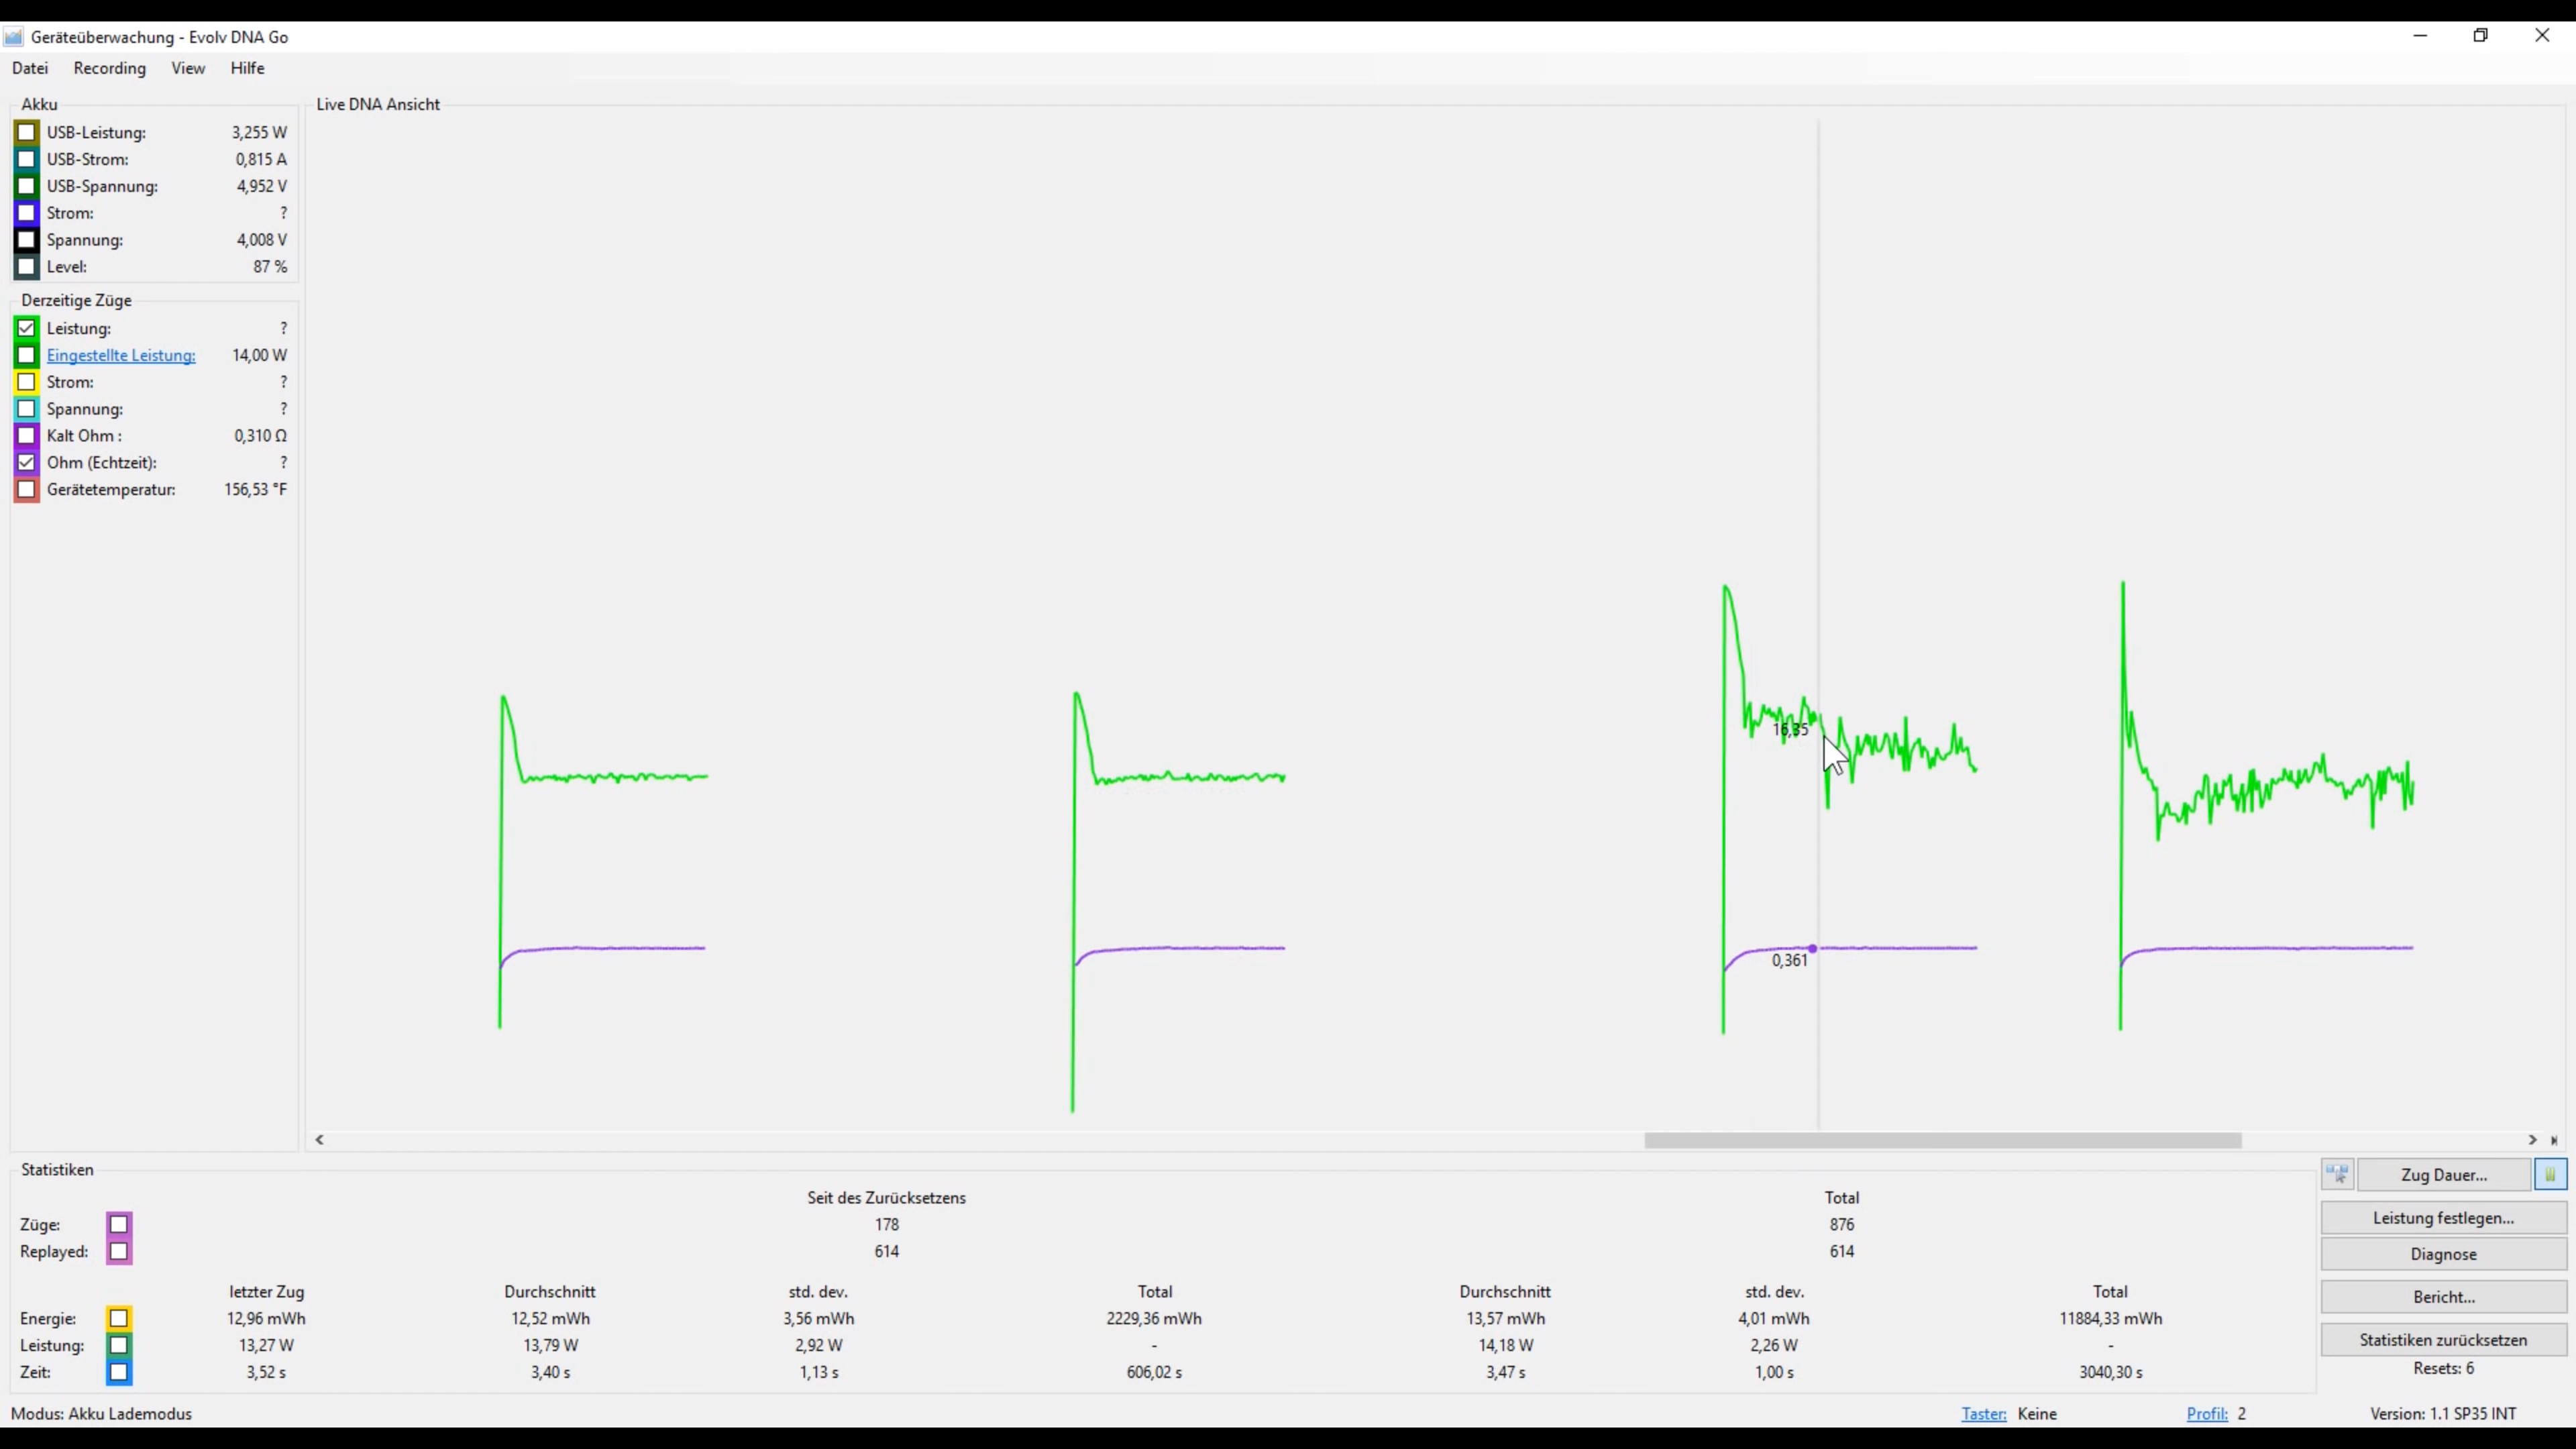 Geräteüberwachung - Evolv DNA Go
Datei Recording View Hilfe
Akku
USB-Leistung: 3,255 W
USB-Strom: 0,815 A
USB-Spannung: 4,952 V
Strom: ?
Spannung: 4,008 V
Level: 87 %
Derzeitige Züge
Leistung: ?
Eingestellte Leistung: 14,00 W
Strom: ?
Spannung: ?
Kalt Ohm : 0,310 Ω
Ohm (Echtzeit): ?
Gerätetemperatur: 156,53 °F
Live DNA Ansicht
16,35
0,361
Statistiken
Seit des Zurücksetzens Total
Züge: 178 876
Replayed: 614 614
letzter Zug Durchschnitt std. dev. Total Durchschnitt std. dev. Total
Energie: 12,96 mWh 12,52 mWh 3,56 mWh 2229,36 mWh 13,57 mWh 4,01 mWh 11884,33 mWh
Leistung: 13,27 W 13,79 W 2,92 W - 14,18 W 2,26 W -
Zeit: 3,52 s 3,40 s 1,13 s 606,02 s 3,47 s 1,00 s 3040,30 s
Zug Dauer...
Leistung festlegen...
Diagnose
Bericht...
Statistiken zurücksetzen
Resets: 6
Modus: Akku Lademodus Taster: Keine Profil: 2 Version: 1.1 SP35 INT